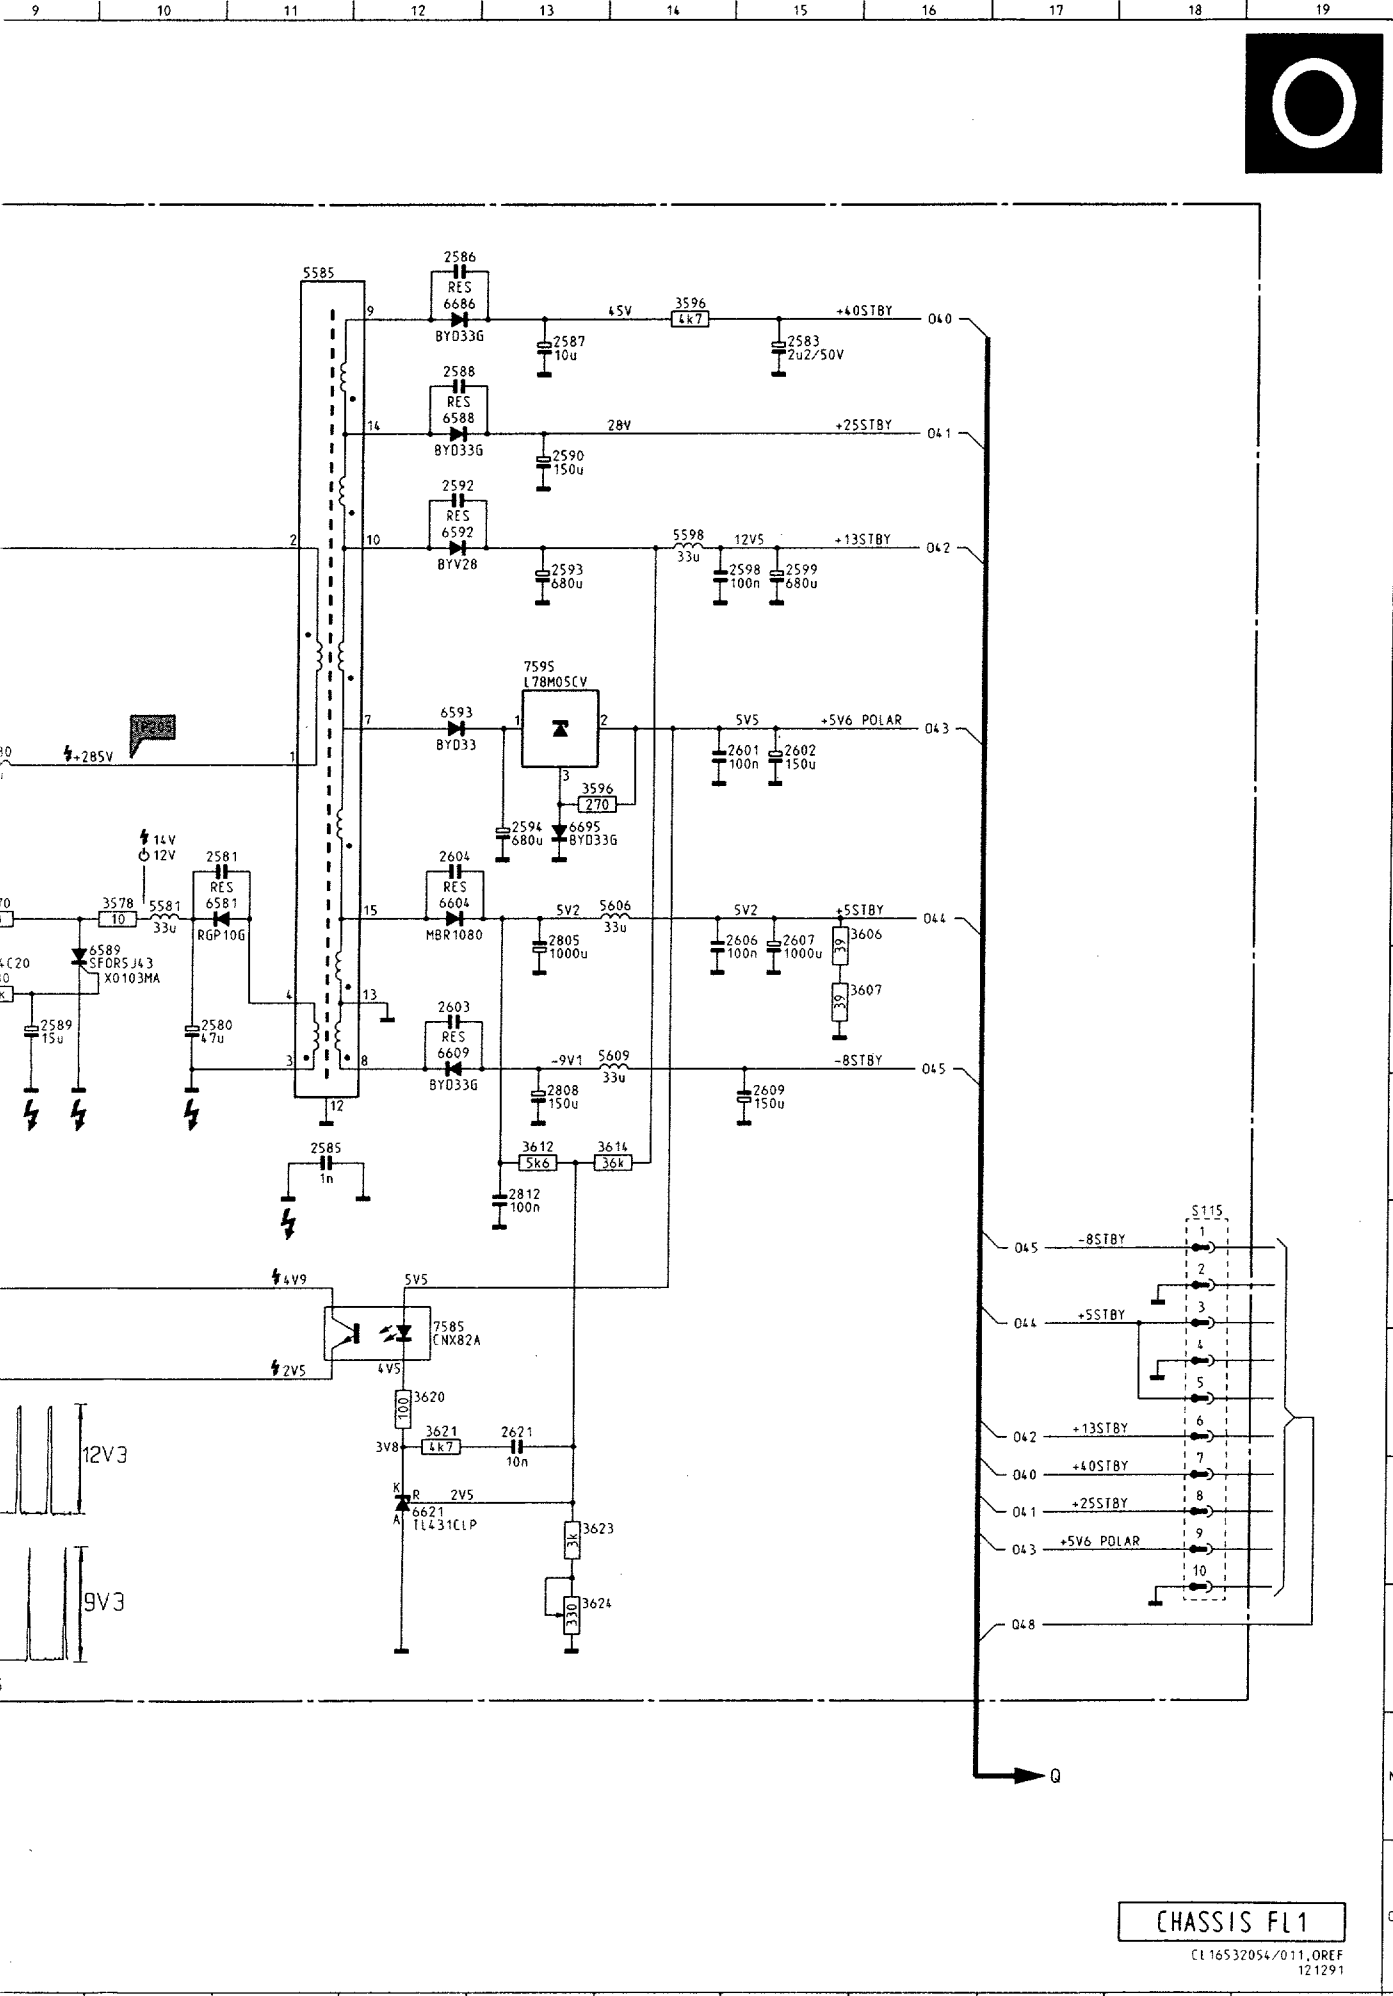 9 10 11 12 13 14 15 16 17 18 19
O
5585
2586
RES
6686
BYD33G
9
45V
3596
4k7
+40STBY
040
2587
10u
2583
2u2/50V
2588
RES
6588
BYD33G
14
28V
+25STBY
041
2590
150u
2592
RES
6592
BYV28
2
10
5598
33u
12V5
+13STBY
042
2593
680u
2598
100n
2599
680u
7595
L78M05CV
7
6593
BYD33
1
2
3
5V5
+5V6 POLAR
043
2601
100n
2602
150u
3596
270
2594
680u
6695
BYD33G
+285V
1
14V
12V
2581
RES
6581
RGP10G
3578
10
5581
33u
6589
SFOR5J43
X0103MA
2589
15u
2580
47u
4
3
2604
RES
6604
MBR1080
15
5V2
5606
33u
5V2
+5STBY
044
2805
1000u
2606
100n
2607
1000u
39
3606
39
3607
13
2603
RES
6609
BYD33G
8
-9V1
5609
33u
-8STBY
045
2808
150u
2609
150u
12
2585
1n
3612
5k6
3614
36k
2812
100n
4V9
5V5
7585
CNX82A
2V5
4V5
100
3620
3V8
3621
4k7
2621
10n
K
R
A
2V5
6621
TL431CLP
3k
3623
330
3624
12V3
9V3
S115
045 -8STBY 1
2
044 +5STBY 3
4
5
042 +13STBY 6
040 +40STBY 7
041 +25STBY 8
043 +5V6 POLAR 9
10
Q48
Q
CHASSIS FL1
CL16532054/011,OREF
121291